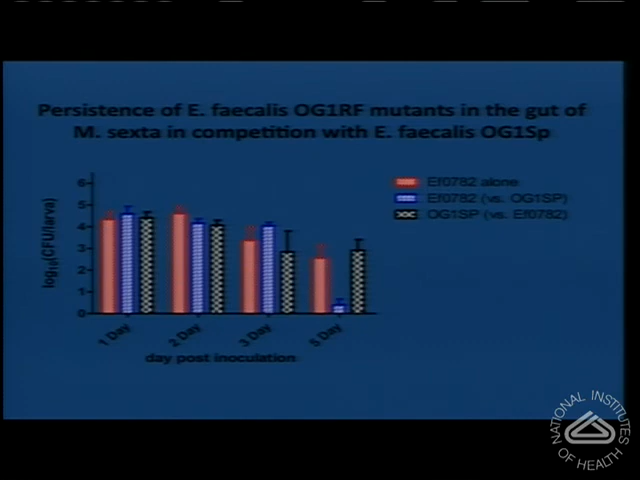 Persistence of E. faecalis OG1RF mutants in the gut of
M. sexta in competition with E. faecalis OG1Sp
Ef0782 alone
Ef0782 (vs. OG1SP)
OG1SP (vs. Ef0782)
log10(CFU/larva)
6
5
4
3
2
1
0
1 Day
2 Day
3 Day
5 Day
day post inoculation
NATIONAL INSTITUTES
OF HEALTH